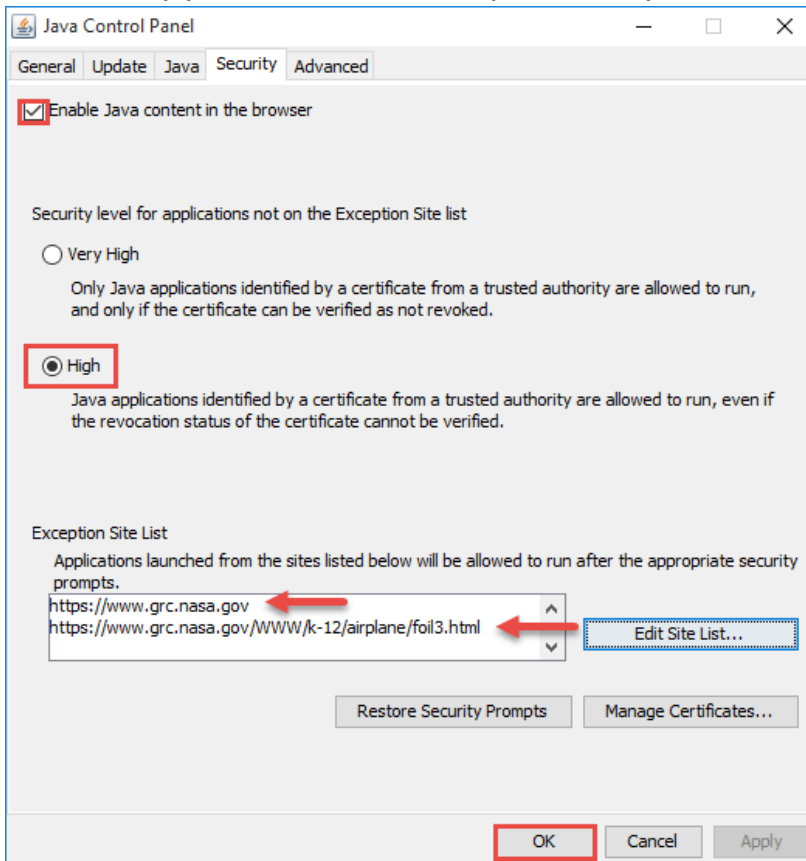 Java Control Panel
General Update Java Security Advanced
Enable Java content in the browser
Security level for applications not on the Exception Site list
Very High
Only Java applications identified by a certificate from a trusted authority are allowed to run,
and only if the certificate can be verified as not revoked.
High
Java applications identified by a certificate from a trusted authority are allowed to run, even if
the revocation status of the certificate cannot be verified.
Exception Site List
Applications launched from the sites listed below will be allowed to run after the appropriate security
prompts.
https://www.grc.nasa.gov
https://www.grc.nasa.gov/WWW/k-12/airplane/foil3.html
Edit Site List...
Restore Security Prompts Manage Certificates...
OK Cancel Apply